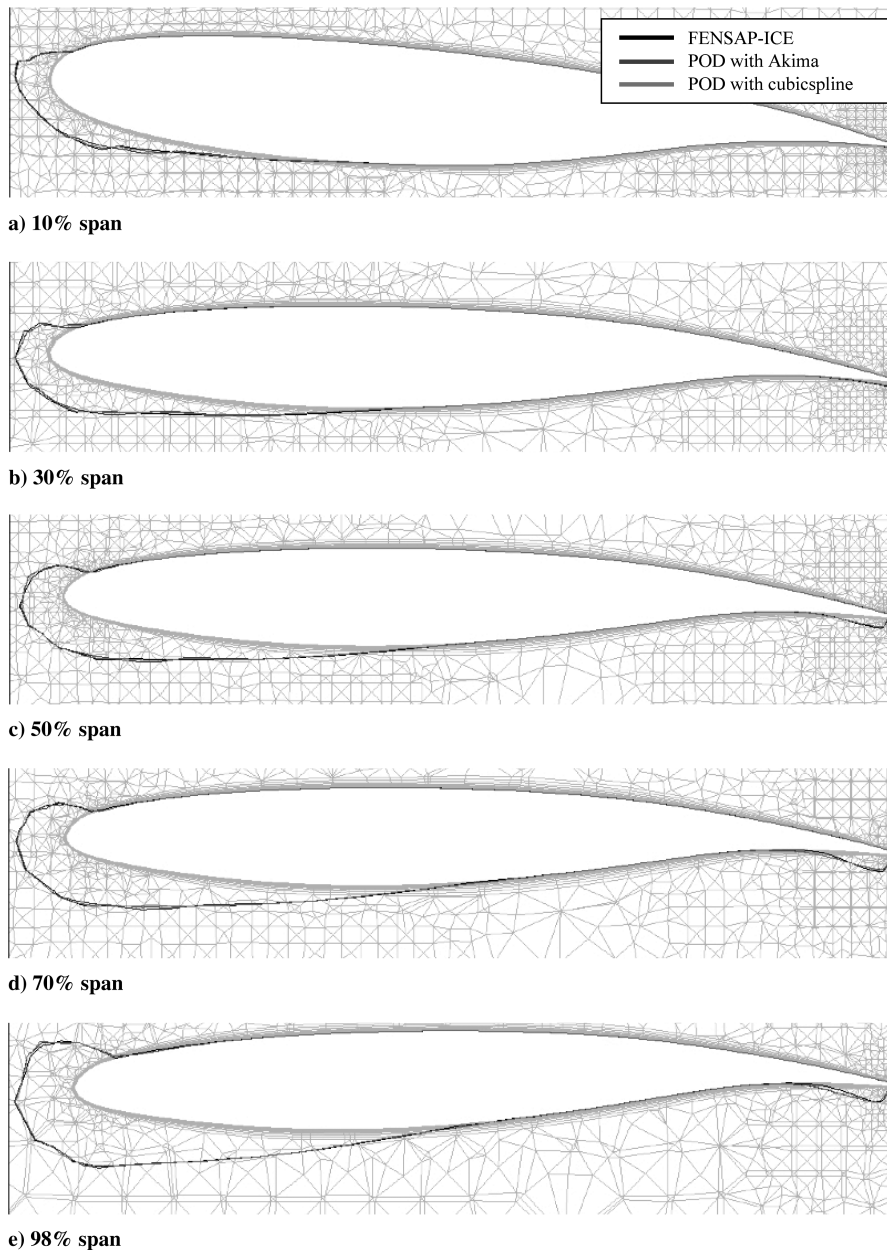 FENSAP-ICE
POD with Akima
POD with cubicspline
a) 10% span
b) 30% span
c) 50% span
d) 70% span
e) 98% span